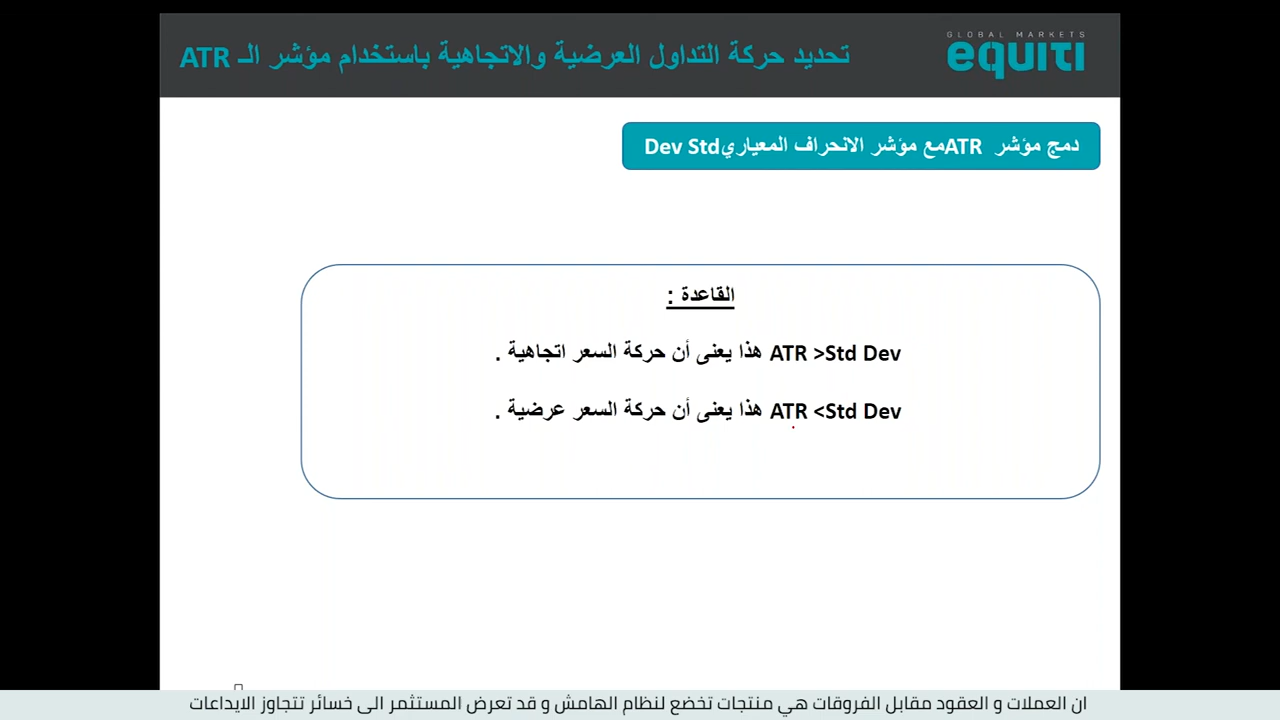 GLOBAL MARKETS
equiti
تحديد حركة التداول العرضية والاتجاهية باستخدام مؤشر الـ ATR
دمج مؤشر ATRمع مؤشر الانحراف المعياريDev Std
القاعدة :
ATR >Std Dev هذا يعنى أن حركة السعر اتجاهية .
ATR <Std Dev هذا يعنى أن حركة السعر عرضية .
ان العملات و العقود مقابل الفروقات هي منتجات تخضع لنظام الهامش و قد تعرض المستثمر الى خسائر تتجاوز الايداعات